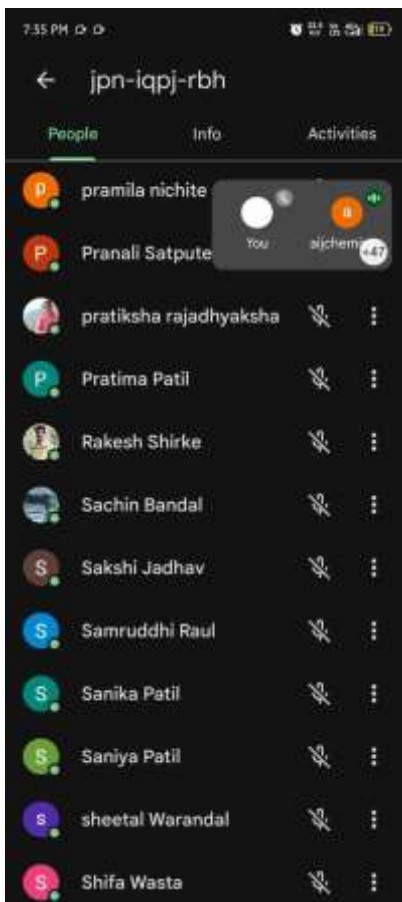 7:35 PM
jpn-iqpj-rbh
People Info Activities
p pramila nichite
You a aijchemi
+47
P Pranali Satpute
pratiksha rajadhyaksha
P Pratima Patil
Rakesh Shirke
Sachin Bandal
S Sakshi Jadhav
S Samruddhi Raul
S Sanika Patil
S Saniya Patil
s sheetal Warandal
S Shifa Wasta